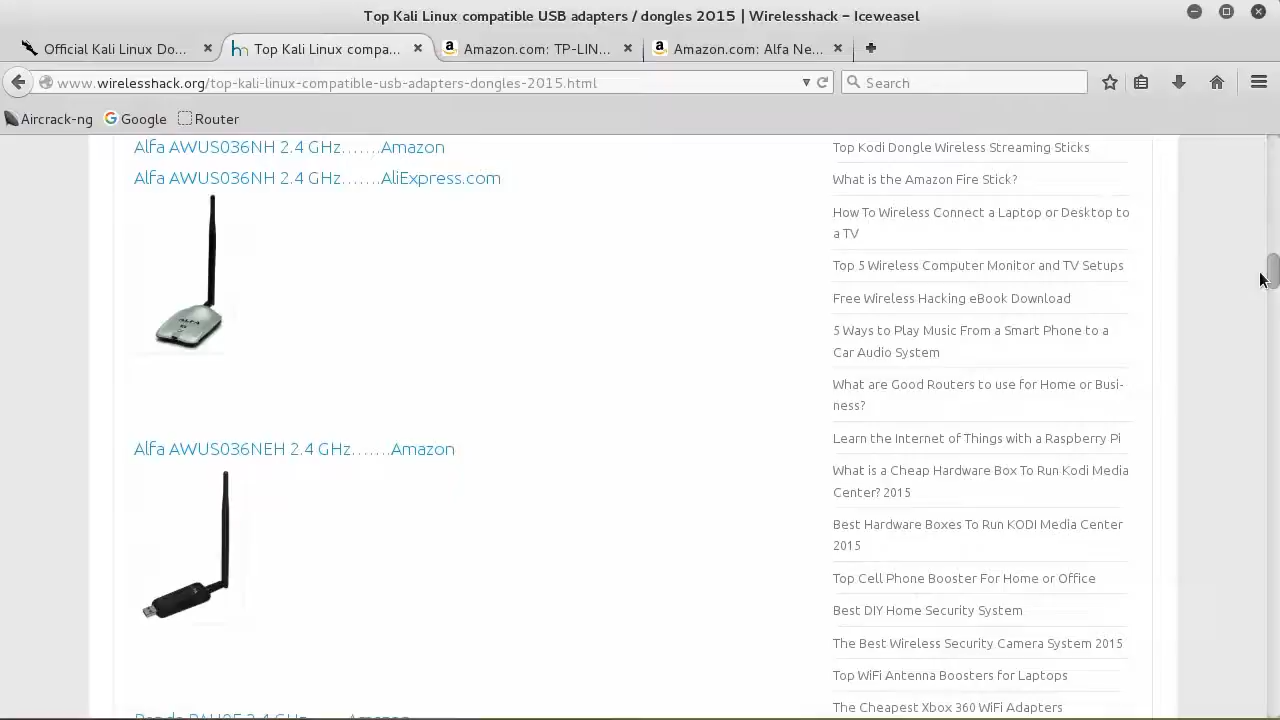 Top Kali Linux compatible USB adapters / dongles 2015 | Wirelesshack - Iceweasel
Official Kali Linux Do...
Top Kali Linux compa...
Amazon.com: TP-LIN...
Amazon.com: Alfa Ne...
www.wirelesshack.org/top-kali-linux-compatible-usb-adapters-dongles-2015.html
Search
Aircrack-ng
Google
Router
Alfa AWUS036NH 2.4 GHz.......Amazon
Alfa AWUS036NH 2.4 GHz.......AliExpress.com
Alfa AWUS036NEH 2.4 GHz.......Amazon
Top Kodi Dongle Wireless Streaming Sticks
What is the Amazon Fire Stick?
How To Wireless Connect a Laptop or Desktop to
a TV
Top 5 Wireless Computer Monitor and TV Setups
Free Wireless Hacking eBook Download
5 Ways to Play Music From a Smart Phone to a
Car Audio System
What are Good Routers to use for Home or Busi-
ness?
Learn the Internet of Things with a Raspberry Pi
What is a Cheap Hardware Box To Run Kodi Media
Center? 2015
Best Hardware Boxes To Run KODI Media Center
2015
Top Cell Phone Booster For Home or Office
Best DIY Home Security System
The Best Wireless Security Camera System 2015
Top WiFi Antenna Boosters for Laptops
The Cheapest Xbox 360 WiFi Adapters